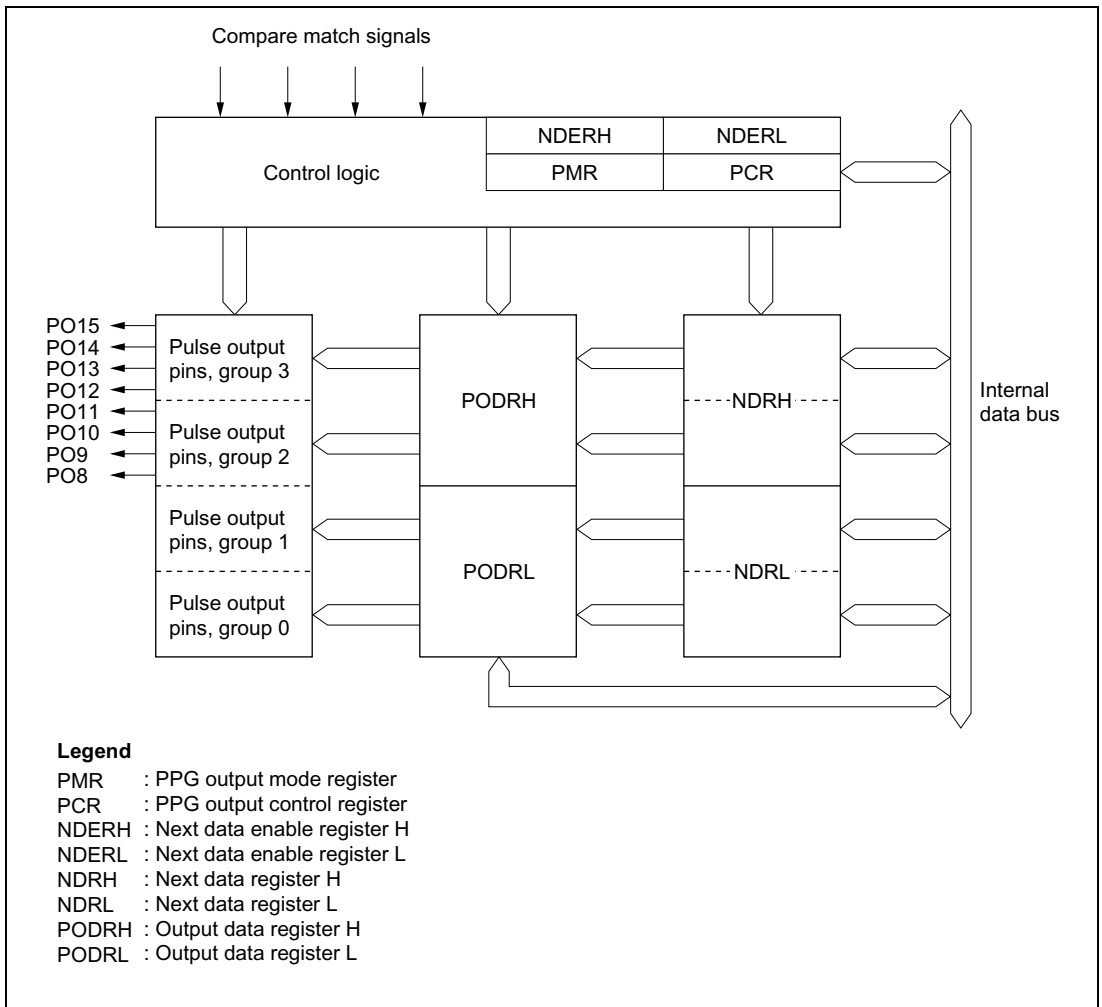 Compare match signals
NDERH NDERL
Control logic PMR PCR
PO15
PO14
PO13
PO12
PO11
PO10
PO9
PO8
Pulse output
pins, group 3
Pulse output
pins, group 2
Pulse output
pins, group 1
Pulse output
pins, group 0
PODRH
PODRL
NDRH
NDRL
Internal
data bus
Legend
PMR : PPG output mode register
PCR : PPG output control register
NDERH : Next data enable register H
NDERL : Next data enable register L
NDRH : Next data register H
NDRL : Next data register L
PODRH : Output data register H
PODRL : Output data register L